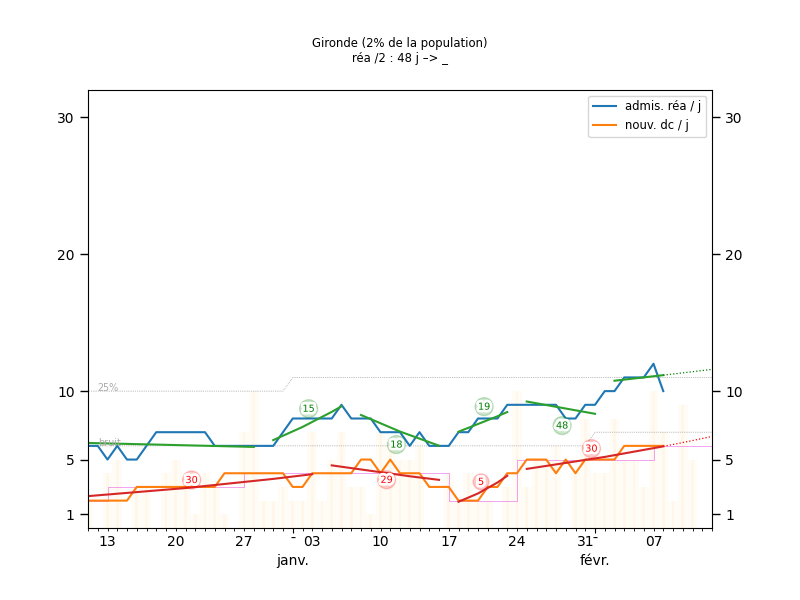 Gironde (2% de la population)
réa /2 : 48 j –> _
admis. réa / j
nouv. dc / j
30 30
20 20
25%
10 10
15 19 48 30
bruit 18
5 5
30 29 5
1 1
13 20 27 - 03 10 17 24 31- 07
janv. févr.